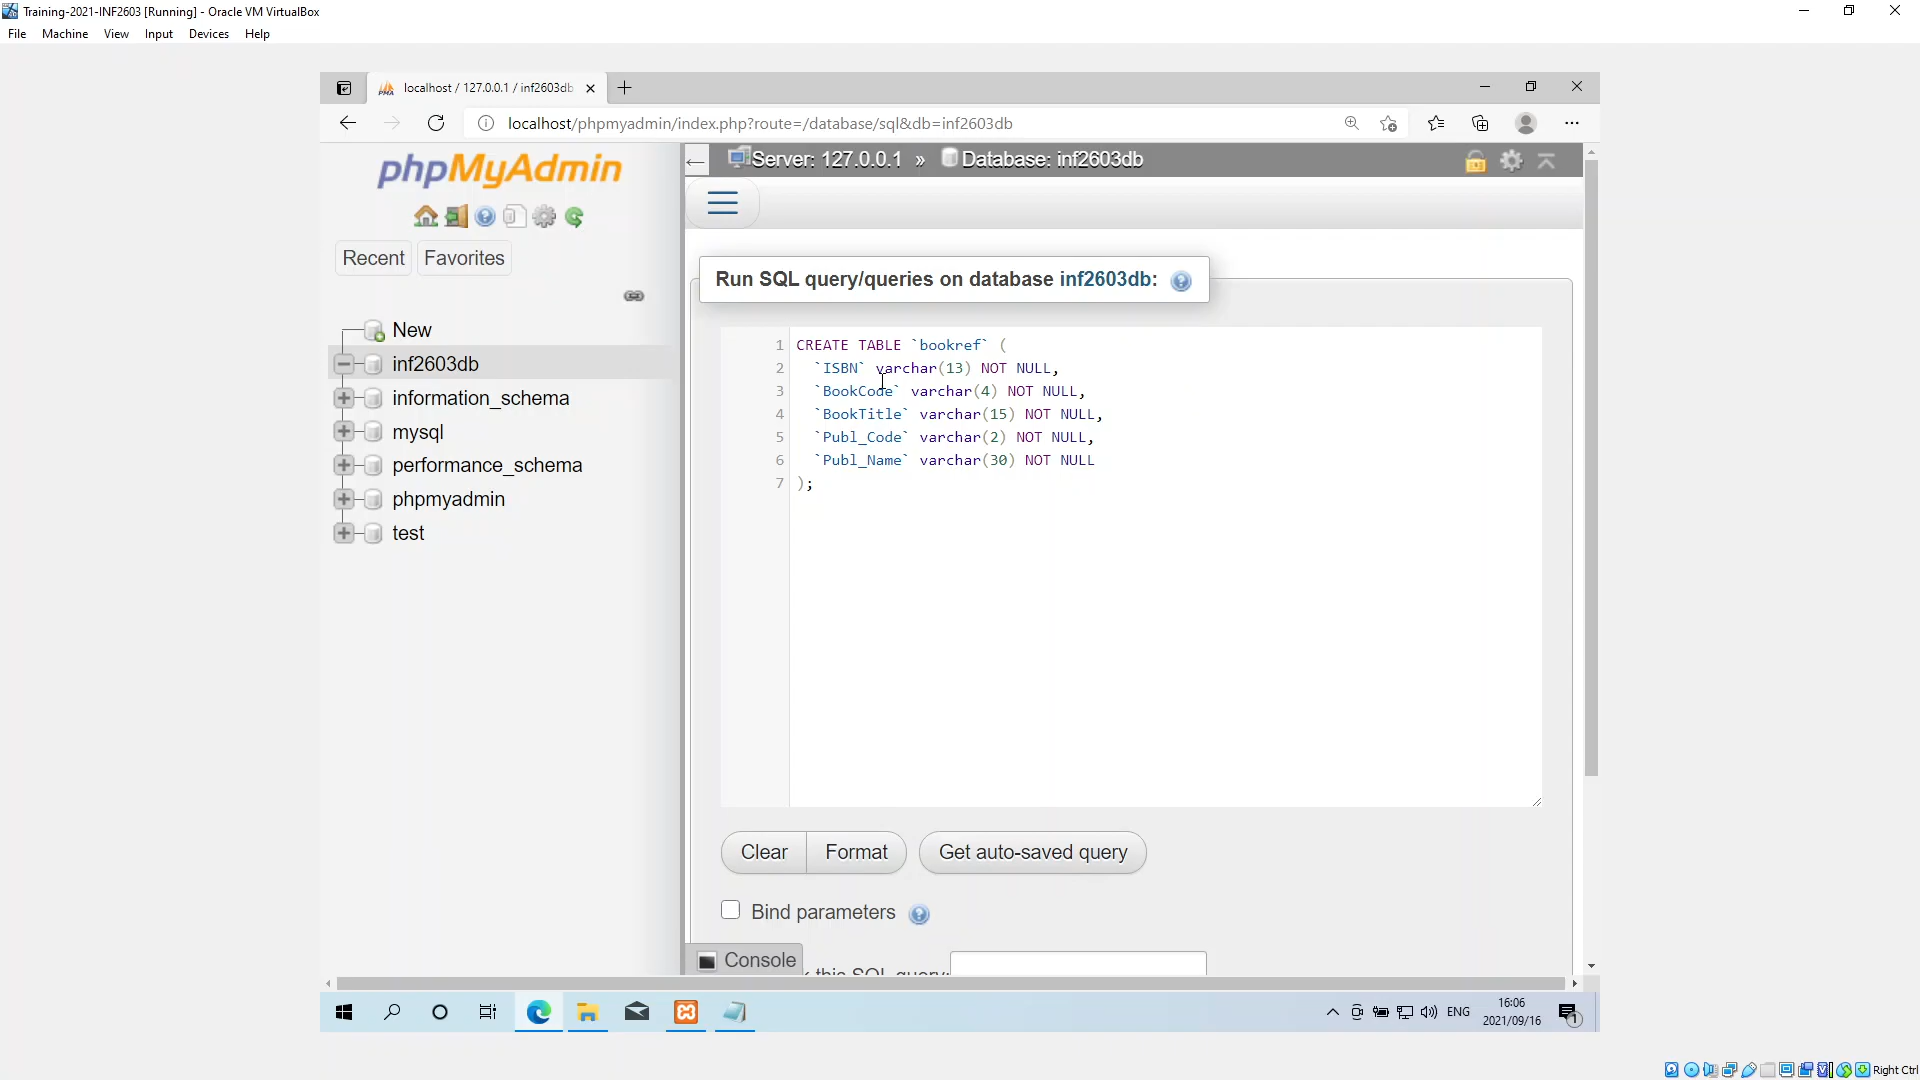 Training-2021-INF2603 [Running] - Oracle VM VirtualBox
File Machine View Input Devices Help
localhost / 127.0.0.1 / inf2603db
localhost/phpmyadmin/index.php?route=/database/sql&db=inf2603db
phpMyAdmin
Server: 127.0.0.1 » Database: inf2603db
Recent Favorites
New
inf2603db
information_schema
mysql
performance_schema
phpmyadmin
test
Run SQL query/queries on database inf2603db:
1 CREATE TABLE `bookref` (
2 `ISBN` varchar(13) NOT NULL,
3 `BookCode` varchar(4) NOT NULL,
4 `BookTitle` varchar(15) NOT NULL,
5 `Publ_Code` varchar(2) NOT NULL,
6 `Publ_Name` varchar(30) NOT NULL
7 );
Clear Format Get auto-saved query
Bind parameters
Console
this SQL query:
ENG
16:06
2021/09/16
1
Right Ctrl